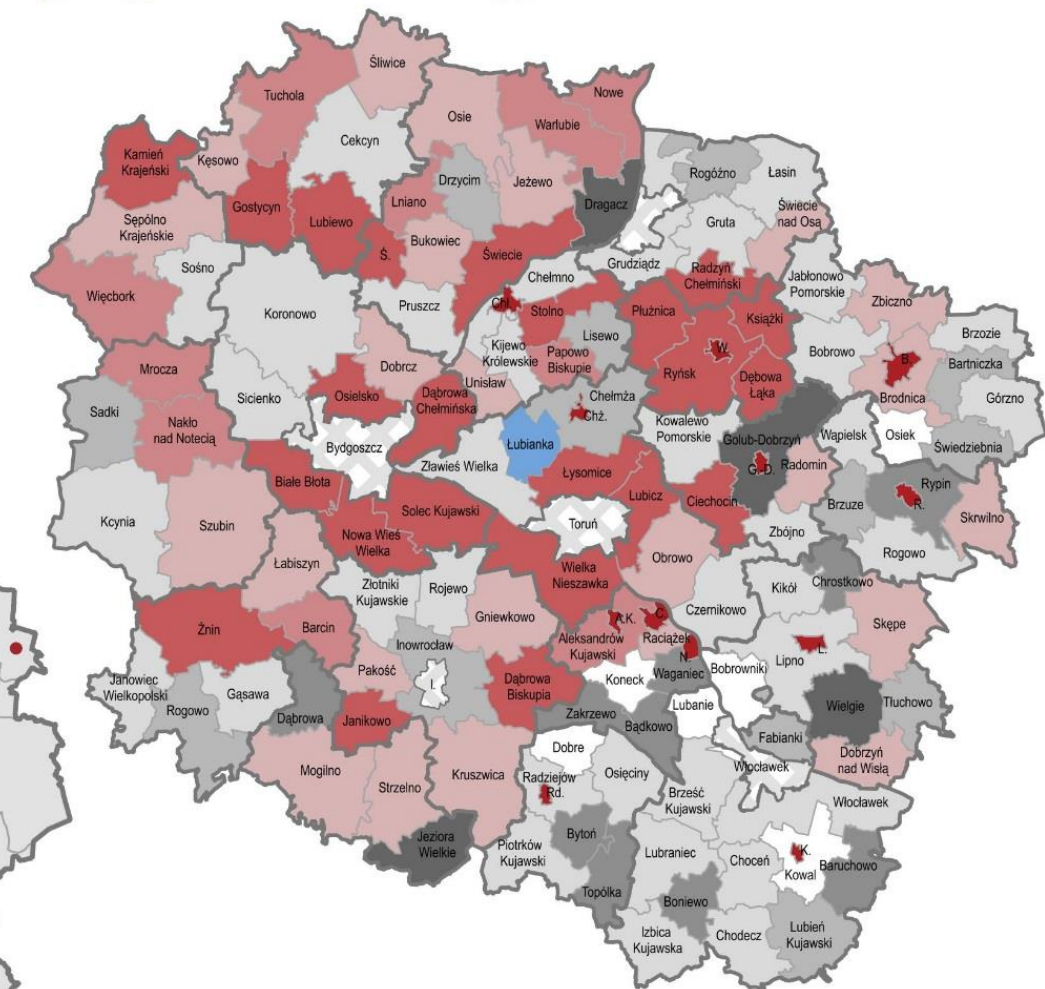 Śliwice
Tuchola
Nowe
Osie
Warlubie
Cekcyn
Kamień
Krajeński
Kęsowo
Rogóźno
Łasin
Drzycim
Jeżewo
Dragacz
Lniano
Gostycyn
Lubiewo
Sępólno
Krajeńskie
Świecie
nad Osą
Gruta
Bukowiec
Świecie
Ś.
Sośno
Grudziądz
Radzyń
Chełmiński
Jabłonowo
Pomorskie
Chełmno
Więcbork
Pruszcz
Chł.
Koronowo
Stolno
Płużnica
Książki
Zbiczno
Brzozie
Lisewo
Kijewo
Królewskie
W.
Bobrowo
B.
Bartniczka
Mrocza
Dobrcz
Papowo
Biskupie
Ryńsk
Dębowa
Łąka
Unisław
Osielsko
Dąbrowa
Chełmińska
Chełmża
Brodnica
Górzno
Sicienko
Sadki
Nakło
nad Notecią
Chż.
Kowalewo
Pomorskie
Łubianka
Wąpielsk
Osiek
Bydgoszcz
Golub-Dobrzyń
Świedziebnia
Zławieś Wielka
G.-D.
Radomin
Łysomice
Białe Błota
Rypin
R.
Lubicz
Ciechocin
Brzuze
Solec Kujawski
Kcynia
Szubin
Toruń
Skrwilno
Nowa Wieś
Wielka
Zbójno
Rogowo
Obrowo
Łabiszyn
Wielka
Nieszawka
Złotniki
Kujawskie
Rojewo
Kikół
Chrostkowo
Czernikowo
Gniewkowo
A.K.
C.
Żnin
Barcin
Skępe
Inowrocław
Aleksandrów
Kujawski
Raciążek
N.
L.
Lipno
Pakość
Waganiec
Bobrowniki
Janowiec
Wielkopolski
Gąsawa
I.
Koneck
Dąbrowa
Biskupia
Rogowo
Dąbrowa
Janikowo
Lubanie
Wielgie
Tłuchowo
Zakrzewo
Bądkowo
Fabianki
Dobre
Dobrzyń
nad Wisłą
Mogilno
Strzelno
Kruszwica
Włocławek
Radziejów
Rd.
Osięciny
Brześć
Kujawski
Włocławek
Jeziora
Wielkie
Bytoń
Piotrków
Kujawski
Lubraniec
Choceń
K.
Kowal
Baruchowo
Topólka
Boniewo
Izbica
Kujawska
Chodecz
Lubień
Kujawski